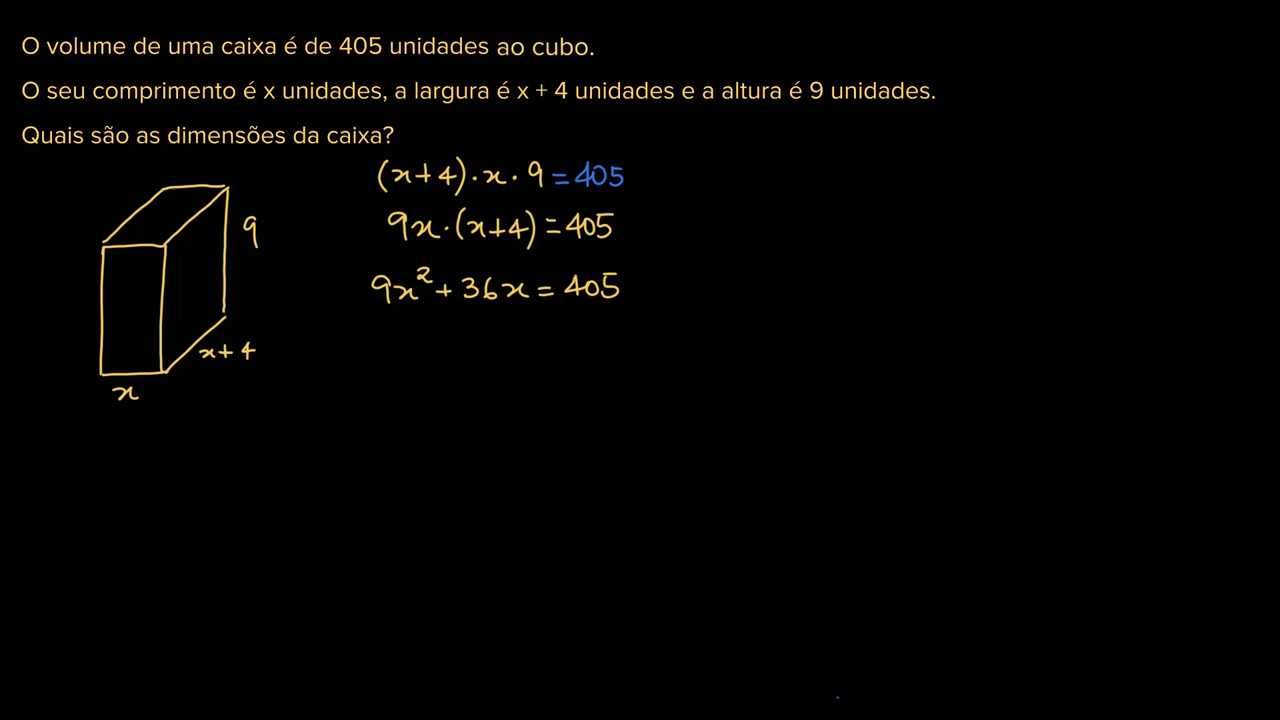 O volume de uma caixa é de 405 unidades ao cubo.
O seu comprimento é x unidades, a largura é x + 4 unidades e a altura é 9 unidades.
Quais são as dimensões da caixa?
(x+4)·x·9=405
9x·(x+4)=405
9x²+36x=405
9
x+4
x